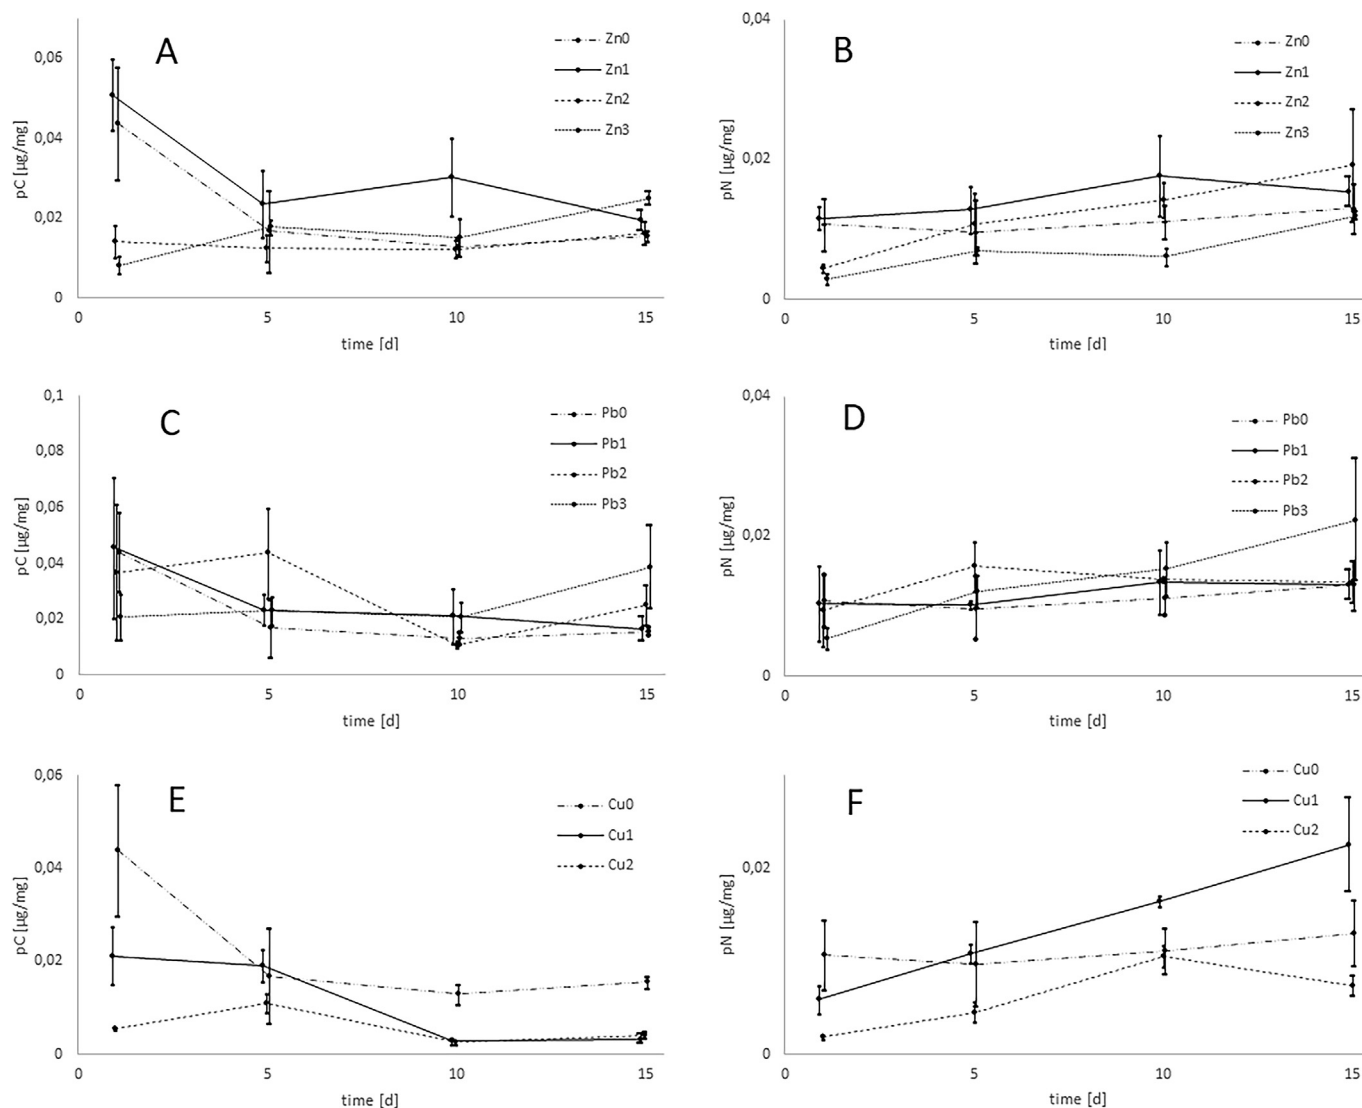 A
Zn0
Zn1
Zn2
Zn3
pC [µg/mg]
0,06
0,04
0,02
0
0 5 10 15
time [d]
B
Zn0
Zn1
Zn2
Zn3
pN [µg/mg]
0,04
0,02
0
0 5 10 15
time [d]
C
Pb0
Pb1
Pb2
Pb3
pC [µg/mg]
0,1
0,08
0,06
0,04
0,02
0
0 5 10 15
time [d]
D
Pb0
Pb1
Pb2
Pb3
pN [µg/mg]
0,04
0,02
0
0 5 10 15
time [d]
E
Cu0
Cu1
Cu2
pC [µg/mg]
0,06
0,04
0,02
0
0 5 10 15
time [d]
F
Cu0
Cu1
Cu2
pN [µg/mg]
0,02
0
0 5 10 15
time [d]